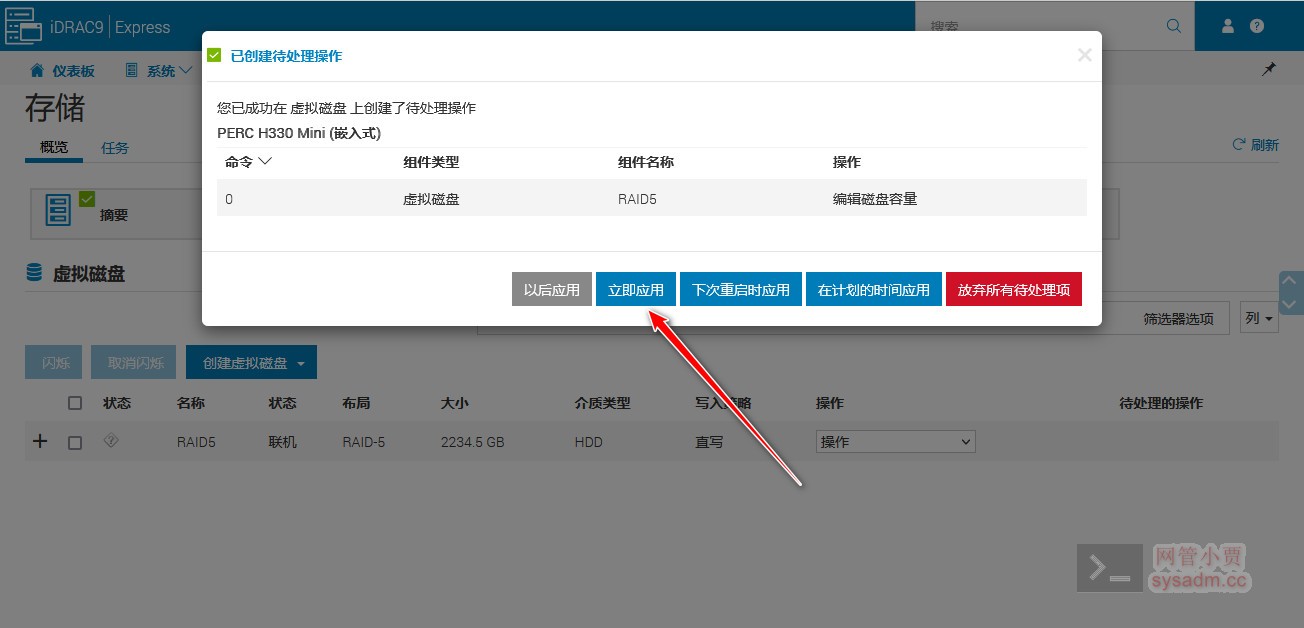 iDRAC9 Express
搜索
仪表板 系统
存储
概览 任务
刷新
摘要
虚拟磁盘
已创建待处理操作
您已成功在 虚拟磁盘 上创建了待处理操作
PERC H330 Mini (嵌入式)
命令 组件类型 组件名称 操作
0 虚拟磁盘 RAID5 编辑磁盘容量
以后应用 立即应用 下次重启时应用 在计划的时间应用 放弃所有待处理项
筛选器选项 列
闪烁 取消闪烁 创建虚拟磁盘
状态 名称 状态 布局 大小 介质类型 写入策略 操作 待处理的操作
RAID5 联机 RAID-5 2234.5 GB HDD 直写 操作
网管小贾
sysadm.cc